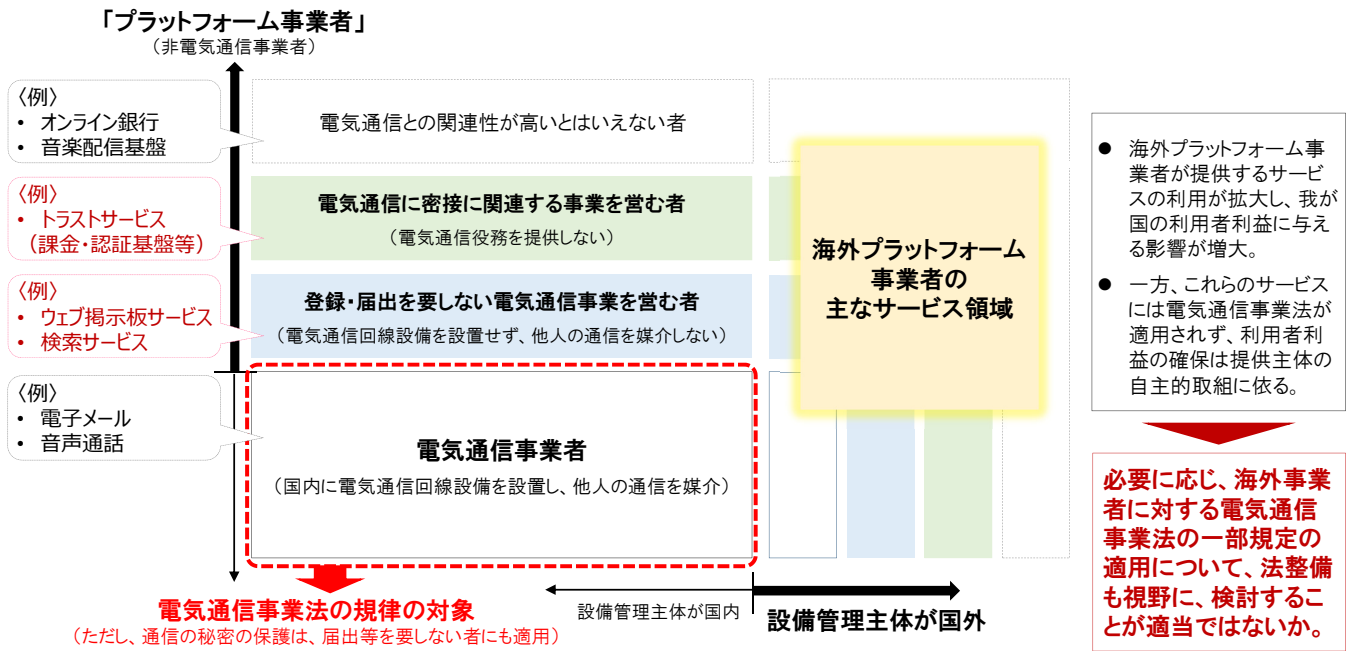 「プラットフォーム事業者」
（非電気通信事業者）
〈例〉
• オンライン銀行
• 音楽配信基盤
電気通信との関連性が高いとはいえない者
〈例〉
• トラストサービス
（課金・認証基盤等）
電気通信に密接に関連する事業を営む者
（電気通信役務を提供しない）
〈例〉
• ウェブ掲示板サービス
• 検索サービス
登録・届出を要しない電気通信事業を営む者
（電気通信回線設備を設置せず、他人の通信を媒介しない）
〈例〉
• 電子メール
• 音声通話
電気通信事業者
（国内に電気通信回線設備を設置し、他人の通信を媒介）
海外プラットフォーム
事業者の
主なサービス領域
電気通信事業法の規律の対象
（ただし、通信の秘密の保護は、届出等を要しない者にも適用）
設備管理主体が国内
設備管理主体が国外
● 海外プラットフォーム事
業者が提供するサービ
スの利用が拡大し、我が
国の利用者利益に与え
る影響が増大。
● 一方、これらのサービス
には電気通信事業法が
適用されず、利用者利
益の確保は提供主体の
自主的取組に依る。
必要に応じ、海外事業
者に対する電気通信
事業法の一部規定の
適用について、法整備
も視野に、検討するこ
とが適当ではないか。